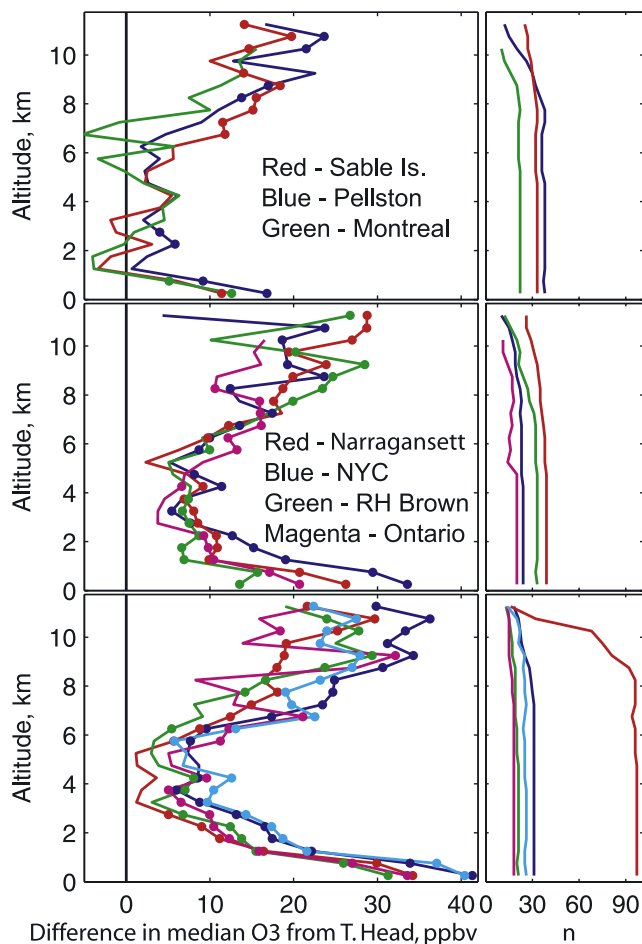 10
8
6
4
2
0
Altitude, km
Red - Sable Is.
Blue - Pellston
Green - Montreal
10
8
6
4
2
0
Altitude, km
Red - Narragansett
Blue - NYC
Green - RH Brown
Magenta - Ontario
10
8
6
4
2
0
Altitude, km
0 10 20 30 40
0 30 60 90
Difference in median O3 from T. Head, ppbv
n